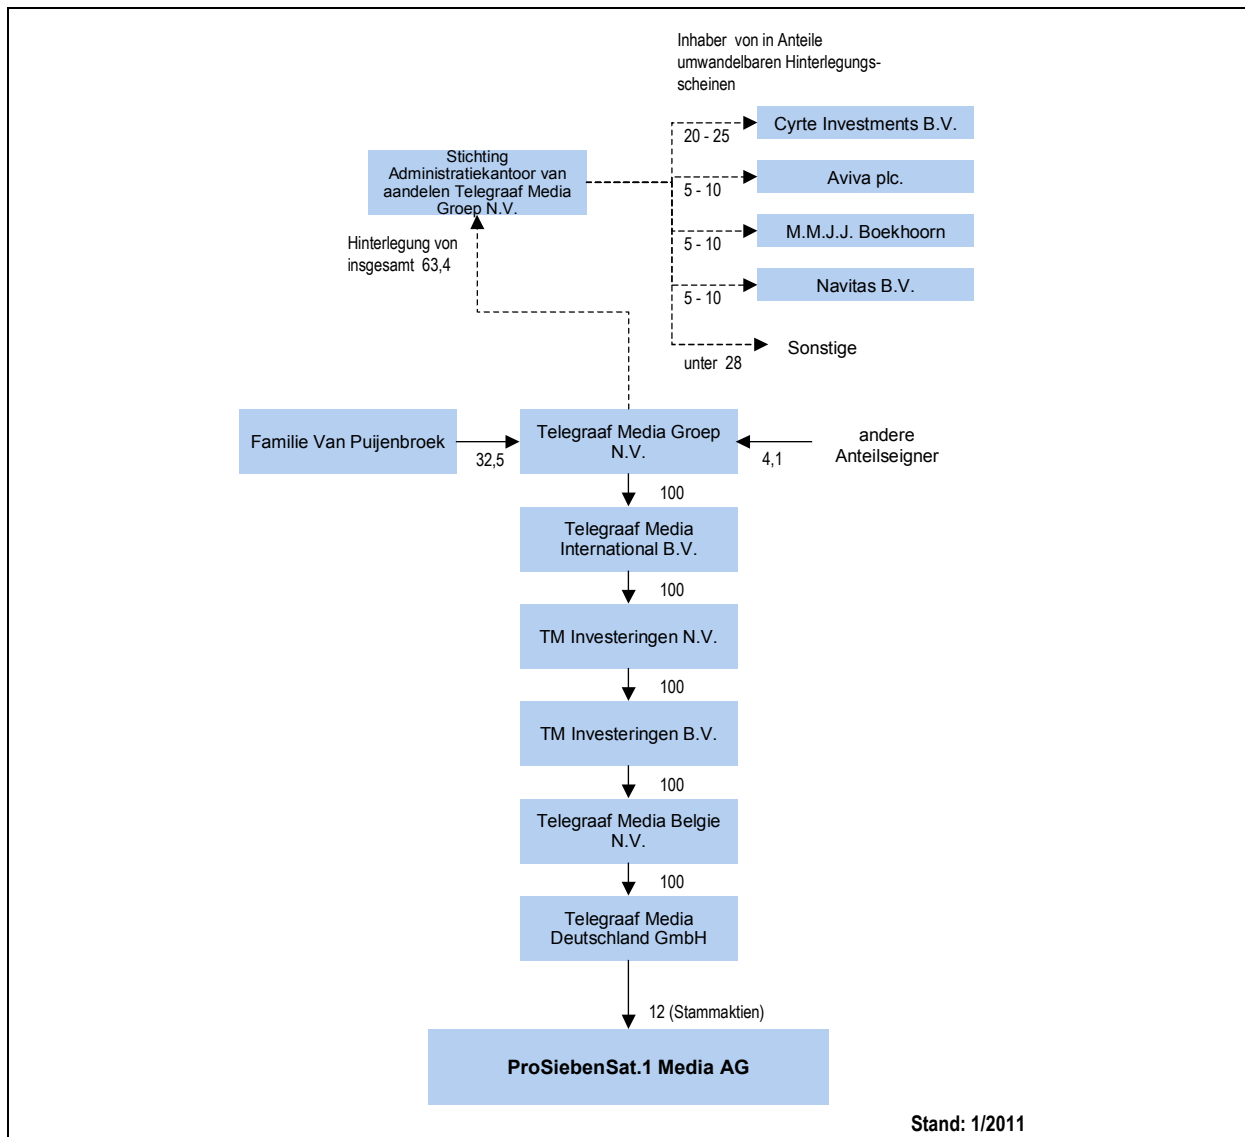 Inhaber von in Anteile
umwandelbaren Hinterlegungs-
scheinen
Cyrte Investments B.V.
20 - 25
Stichting
Administratiekantoor van
aandelen Telegraaf Media
Groep N.V.
Aviva plc.
5 - 10
M.M.J.J. Boekhoorn
5 - 10
Hinterlegung von
insgesamt 63,4
Navitas B.V.
5 - 10
Sonstige
unter 28
Familie Van Puijenbroek
32,5
Telegraaf Media Groep
N.V.
4,1
andere
Anteilseigner
100
Telegraaf Media
International B.V.
100
TM Investeringen N.V.
100
TM Investeringen B.V.
100
Telegraaf Media Belgie
N.V.
100
Telegraaf Media
Deutschland GmbH
12 (Stammaktien)
ProSiebenSat.1 Media AG
Stand: 1/2011